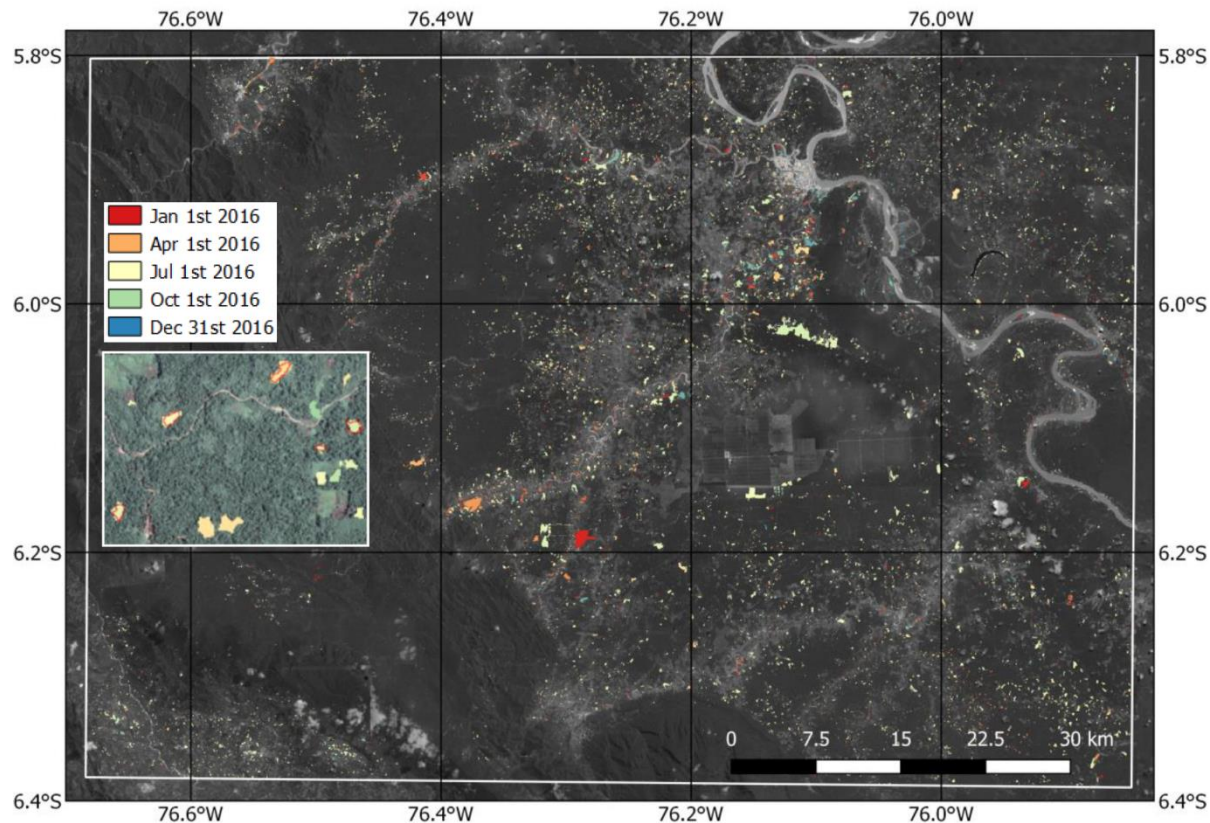 76.6°W 76.4°W 76.2°W 76.0°W
5.8°S 5.8°S
Jan 1st 2016
Apr 1st 2016
Jul 1st 2016
Oct 1st 2016
Dec 31st 2016
6.0°S 6.0°S
6.2°S 6.2°S
0 7.5 15 22.5 30 km
6.4°S 6.4°S
76.6°W 76.4°W 76.2°W 76.0°W